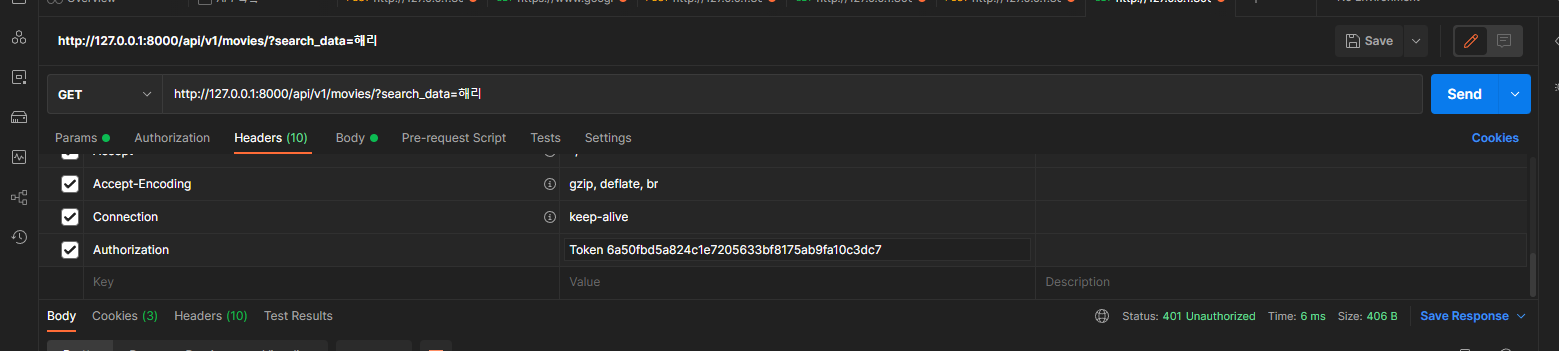 Overview
http://127.0.0.1:8000/api/v1/movies/?search_data=해리
Save
GET
http://127.0.0.1:8000/api/v1/movies/?search_data=해리
Send
Params
Authorization
Headers (10)
Body
Pre-request Script
Tests
Settings
Cookies
Accept-Encoding
gzip, deflate, br
Connection
keep-alive
Authorization
Token 6a50fbd5a824c1e7205633bf8175ab9fa10c3dc7
Key
Value
Description
Body
Cookies (3)
Headers (10)
Test Results
Status: 401 Unauthorized
Time: 6 ms
Size: 406 B
Save Response